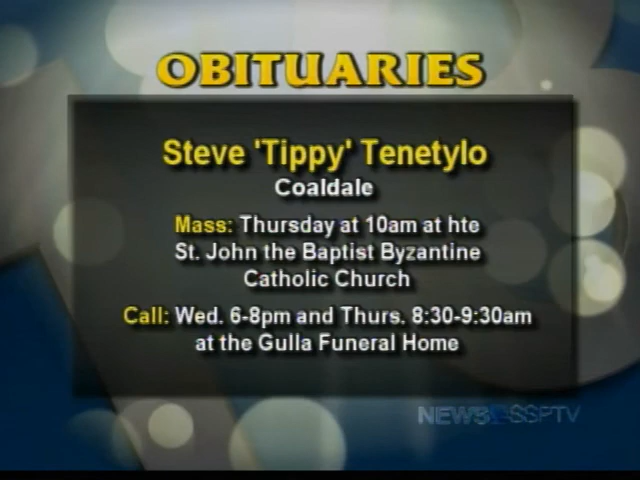 OBITUARIES
Steve 'Tippy' Tenetylo
Coaldale
Mass: Thursday at 10am at hte
St. John the Baptist Byzantine
Catholic Church
Call: Wed. 6-8pm and Thurs. 8:30-9:30am
at the Gulla Funeral Home
SSPTV